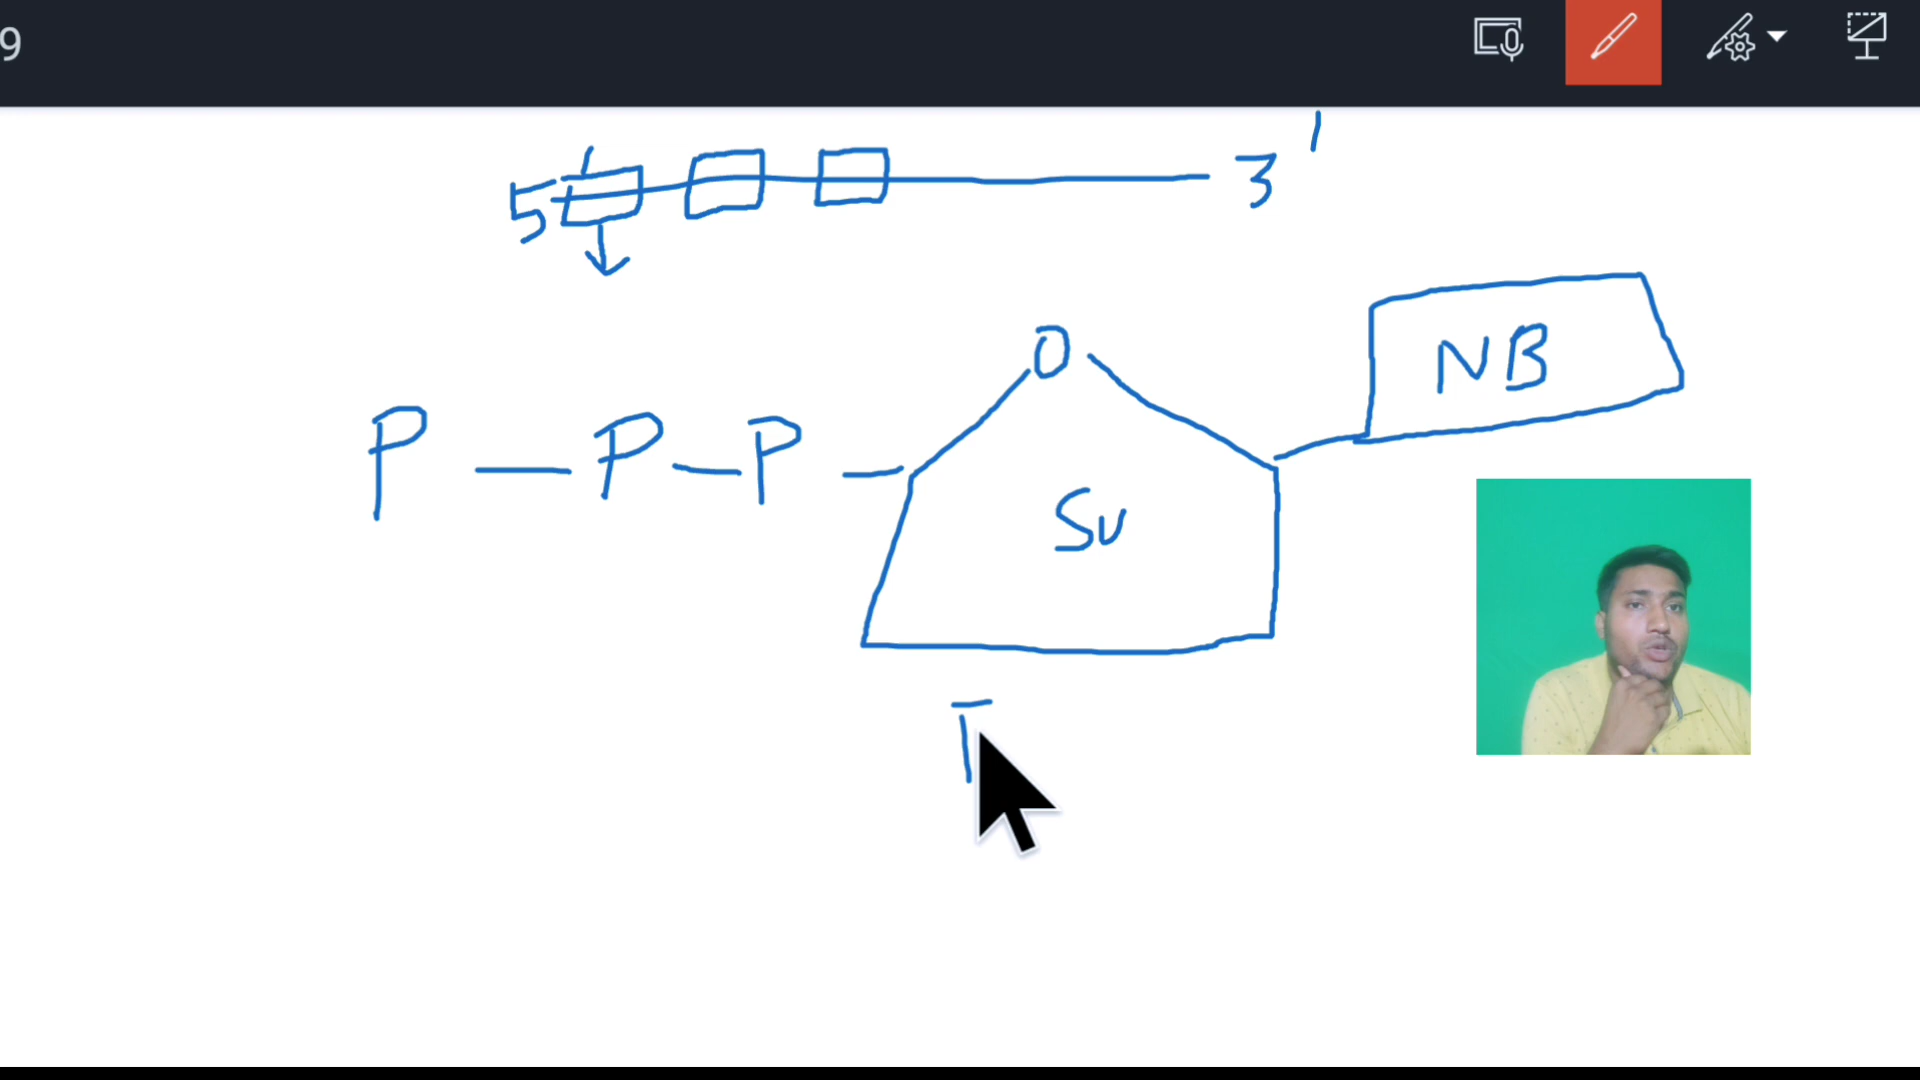 9
5' 3'
O
NB
P — P — P —
Su
T